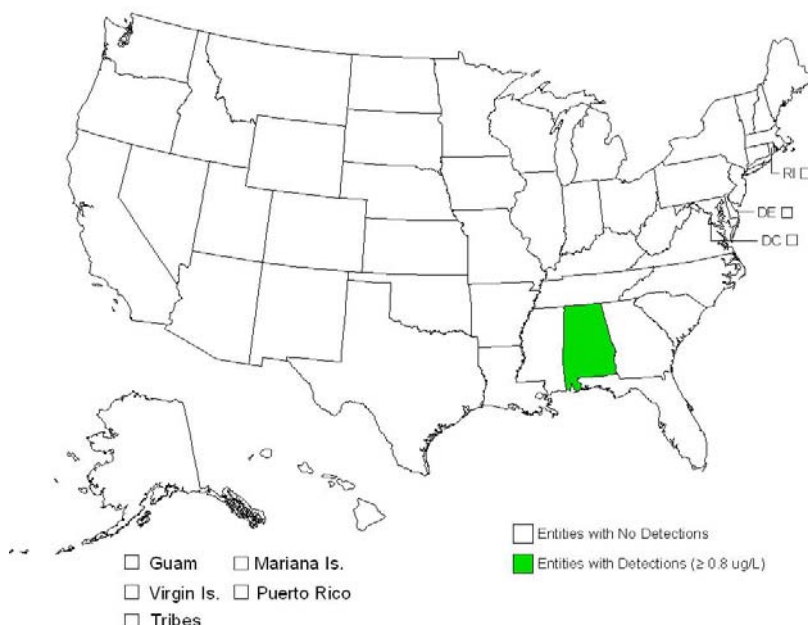 RI
DE
DC
Entities with No Detections
Entities with Detections (≥ 0.8 ug/L)
Guam
Mariana Is.
Virgin Is.
Puerto Rico
Tribes